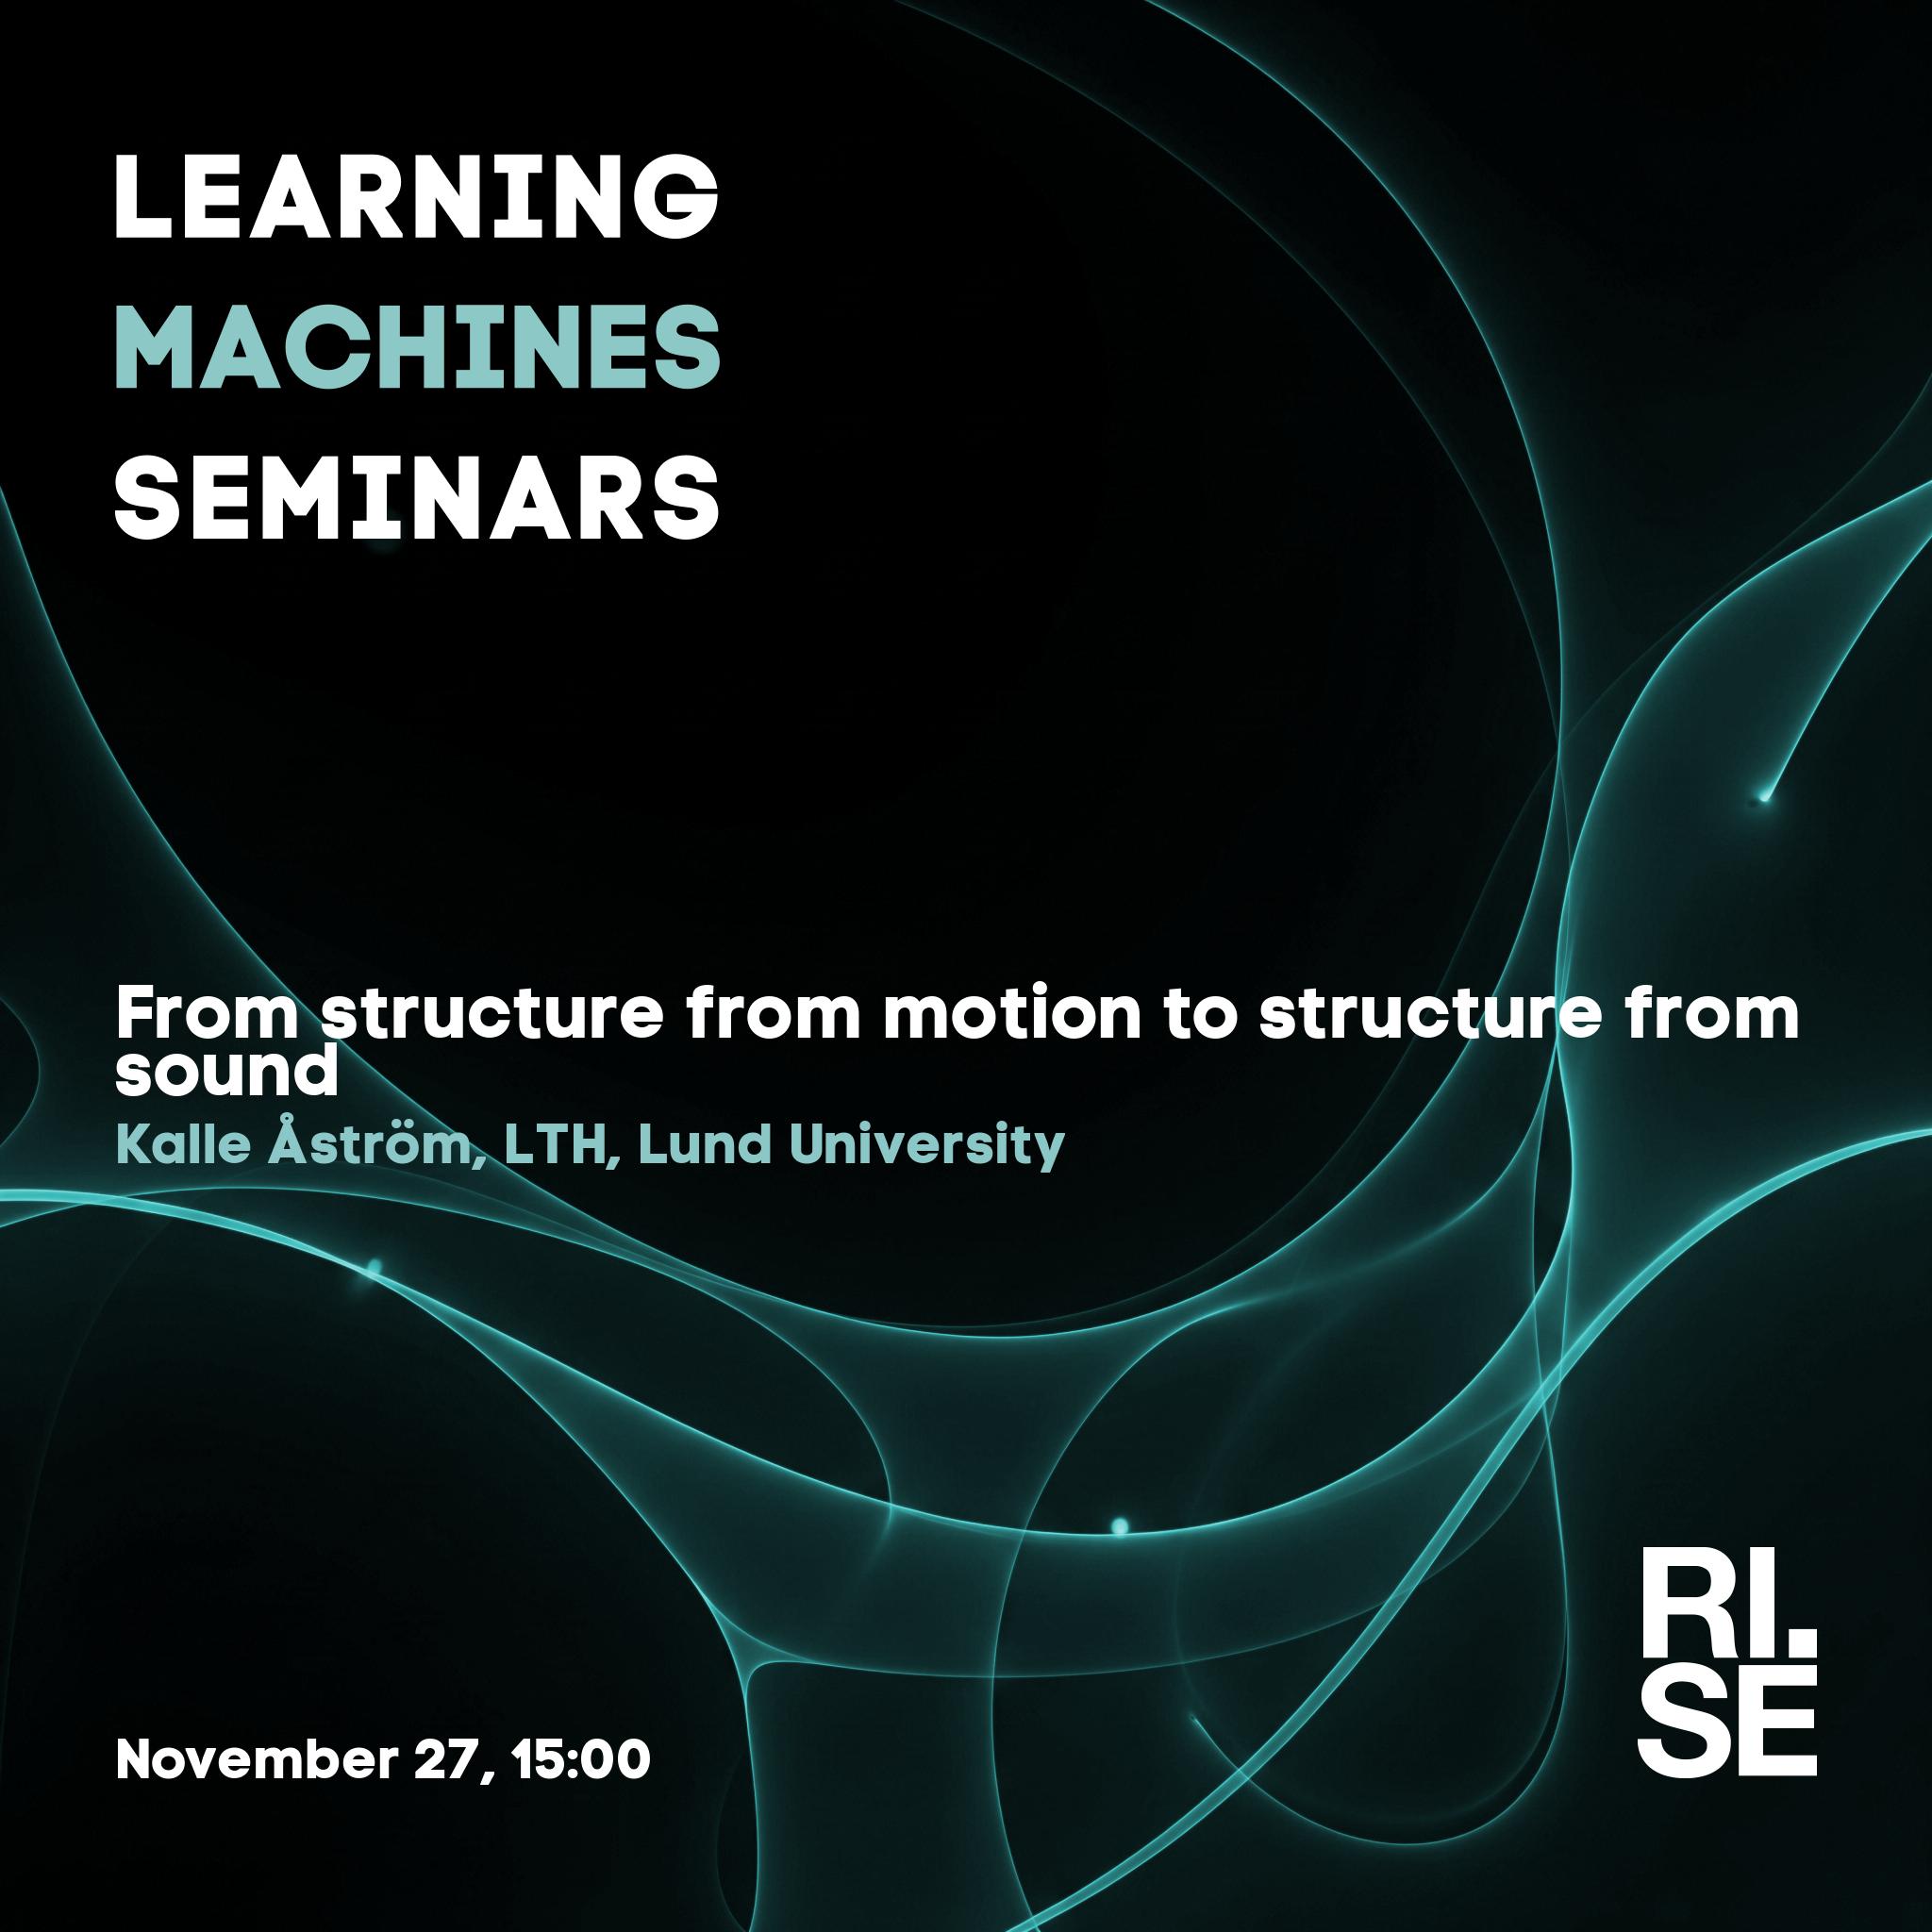 LEARNING
MACHINES
SEMINARS
From structure from motion to structure from
sound
Kalle Åström, LTH, Lund University
November 27, 15:00
RI.
SE